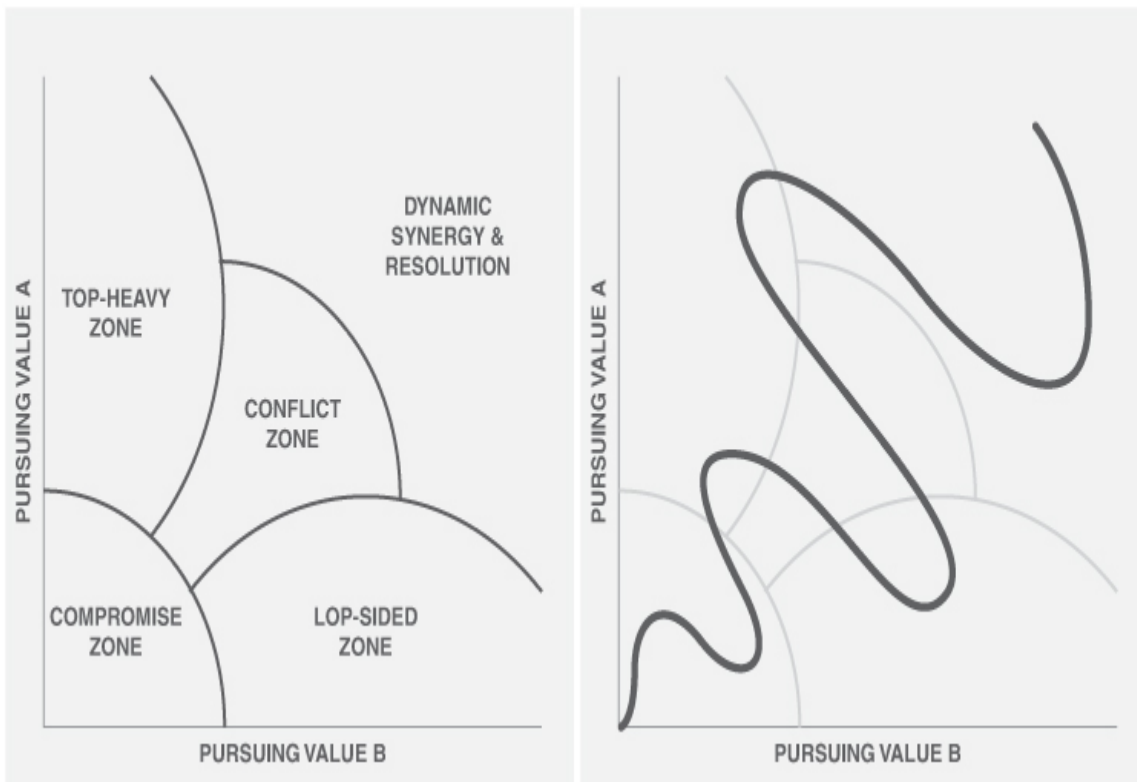 DYNAMIC
SYNERGY &
RESOLUTION
PURSUING VALUE A
TOP-HEAVY
ZONE
CONFLICT
ZONE
COMPROMISE
ZONE
LOP-SIDED
ZONE
PURSUING VALUE B
PURSUING VALUE A
PURSUING VALUE B